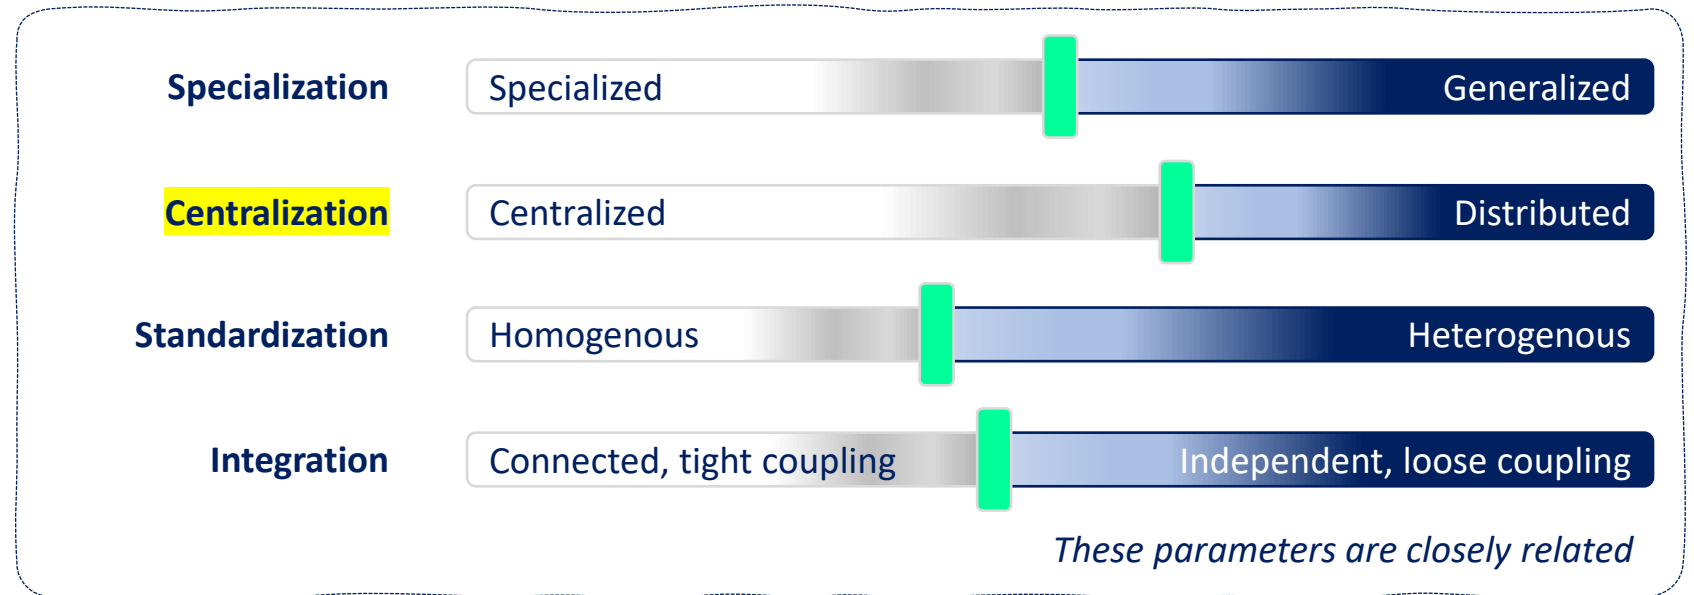 Specialization Specialized Generalized
Centralization Centralized Distributed
Standardization Homogenous Heterogenous
Integration Connected, tight coupling Independent, loose coupling
These parameters are closely related